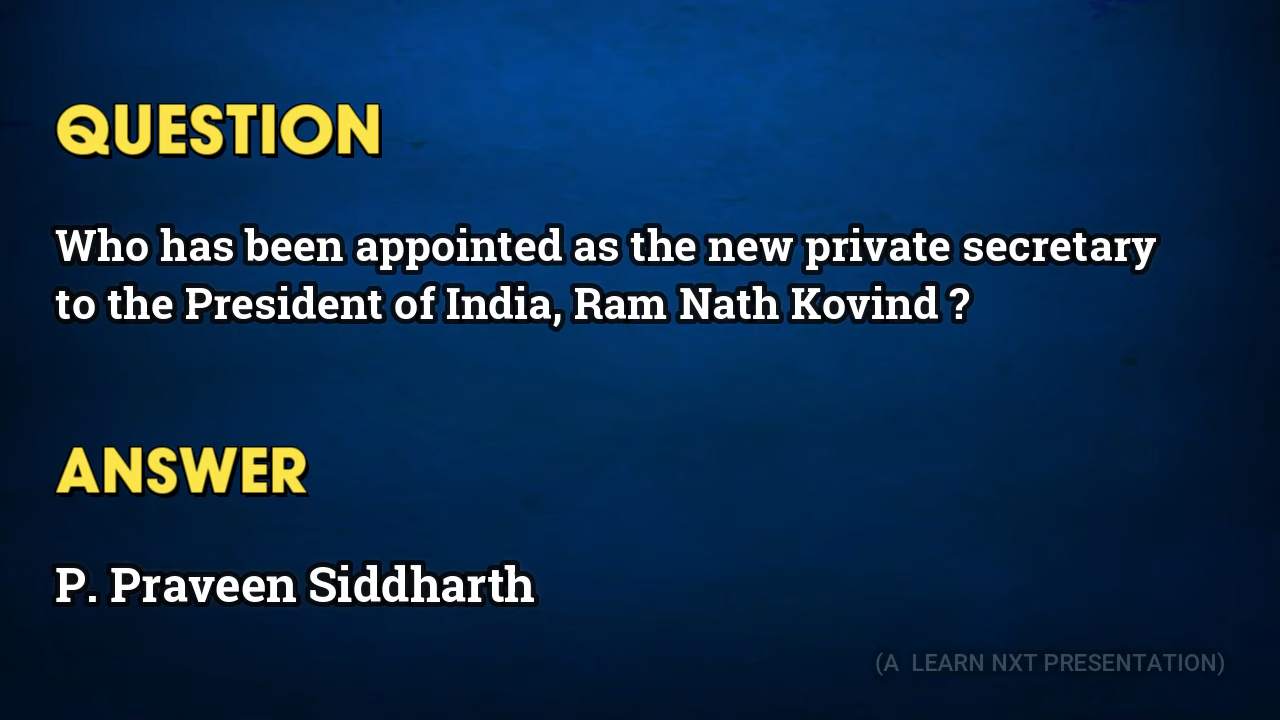 QUESTION
Who has been appointed as the new private secretary
to the President of India, Ram Nath Kovind ?
ANSWER
P. Praveen Siddharth
(A LEARN NXT PRESENTATION)